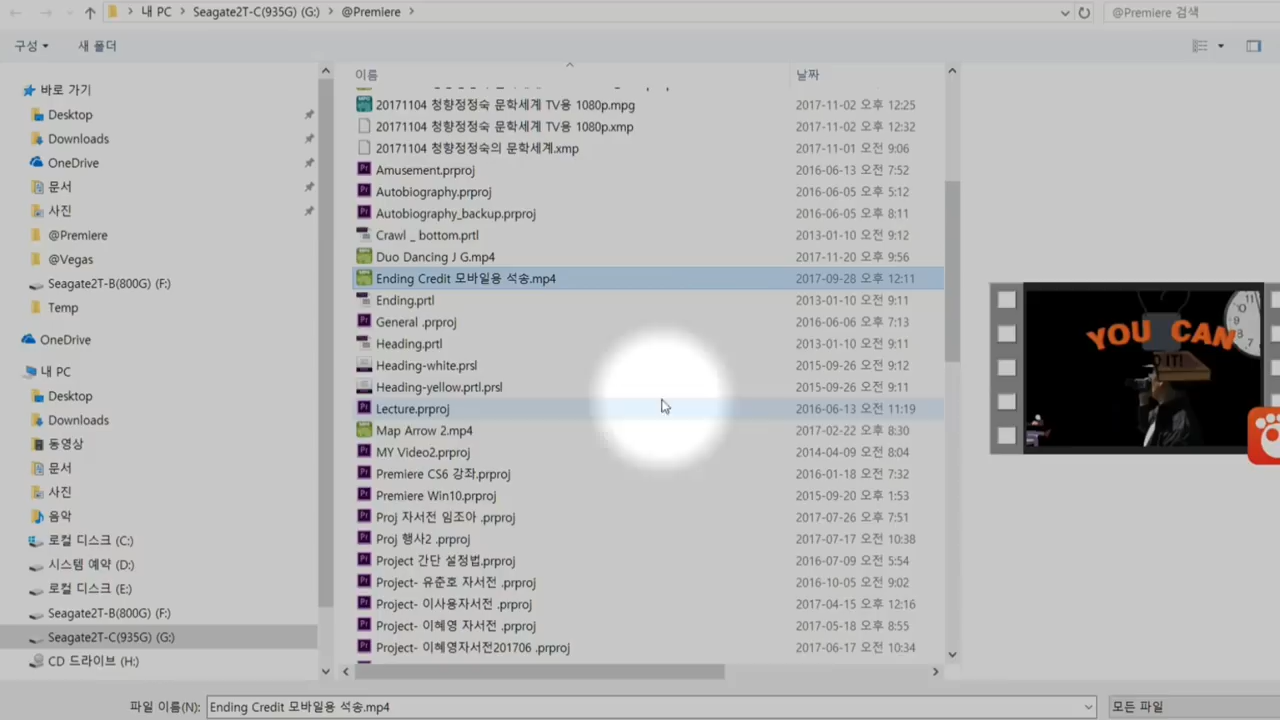 내 PC > Seagate2T-C(935G) (G:) > @Premiere >
@Premiere 검색
구성
새 폴더
바로 가기
Desktop
Downloads
OneDrive
문서
사진
@Premiere
@Vegas
Seagate2T-B(800G) (F:)
Temp
OneDrive
내 PC
Desktop
Downloads
동영상
문서
사진
음악
로컬 디스크 (C:)
시스템 예약 (D:)
로컬 디스크 (E:)
Seagate2T-B(800G) (F:)
Seagate2T-C(935G) (G:)
CD 드라이브 (H:)
이름 날짜
20171104 청향정정숙 문학세계 TV용 1080p.mpg 2017-11-02 오후 12:25
20171104 청향정정숙 문학세계 TV용 1080p.xmp 2017-11-02 오후 12:32
20171104 청향정정숙의 문학세계.xmp 2017-11-01 오전 9:06
Amusement.prproj 2016-06-13 오전 7:52
Autobiography.prproj 2016-06-05 오후 5:12
Autobiography_backup.prproj 2016-06-05 오후 8:11
Crawl _ bottom.prtl 2013-01-10 오전 9:12
Duo Dancing J G.mp4 2017-11-20 오후 9:56
Ending Credit 모바일용 석송.mp4 2017-09-28 오후 12:11
Ending.prtl 2013-01-10 오전 9:11
General .prproj 2016-06-06 오후 7:13
Heading.prtl 2013-01-10 오전 9:11
Heading-white.prsl 2015-09-26 오전 9:12
Heading-yellow.prtl.prsl 2015-09-26 오전 9:11
Lecture.prproj 2016-06-13 오전 11:19
Map Arrow 2.mp4 2017-02-22 오후 8:30
MY Video2.prproj 2014-04-09 오전 8:04
Premiere CS6 강좌.prproj 2016-01-18 오전 7:32
Premiere Win10.prproj 2015-09-20 오후 1:53
Proj 자서전 임조아 .prproj 2017-07-26 오후 7:51
Proj 행사2 .prproj 2017-07-17 오전 10:38
Project 간단 설정법.prproj 2016-07-09 오전 5:54
Project- 유준호 자서전 .prproj 2016-10-05 오전 9:02
Project- 이사용자서전 .prproj 2017-04-15 오후 12:16
Project- 이혜영 자서전 .prproj 2017-05-18 오후 8:55
Project- 이혜영자서전201706 .prproj 2017-06-17 오전 10:34
YOU CAN
IT!
파일 이름(N): Ending Credit 모바일용 석송.mp4
모든 파일